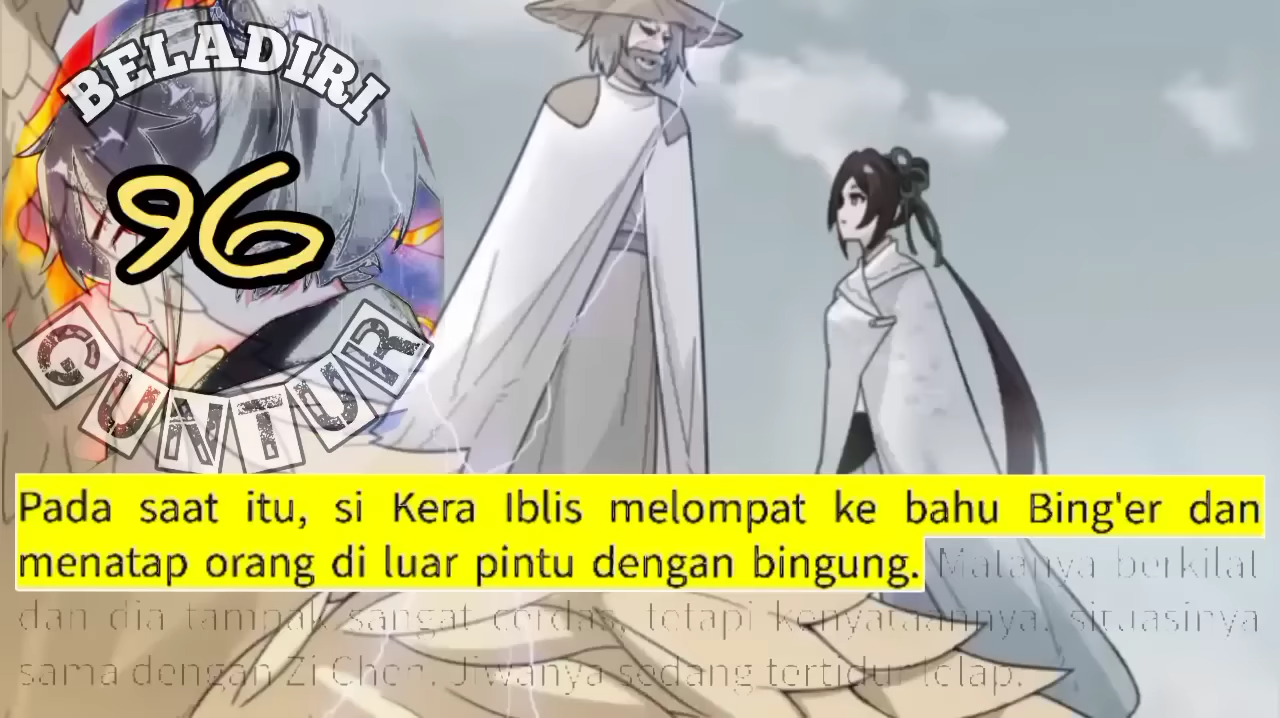 BELADIRI
96
GUNTUR
Pada saat itu, si Kera Iblis melompat ke bahu Bing'er dan
menatap orang di luar pintu dengan bingung. Matanya berkilat
dan dia tampak sangat cerdas, tetapi kenyataannya, situasinya
sama dengan Zi Chen. Jiwanya sedang tertidur lelap.